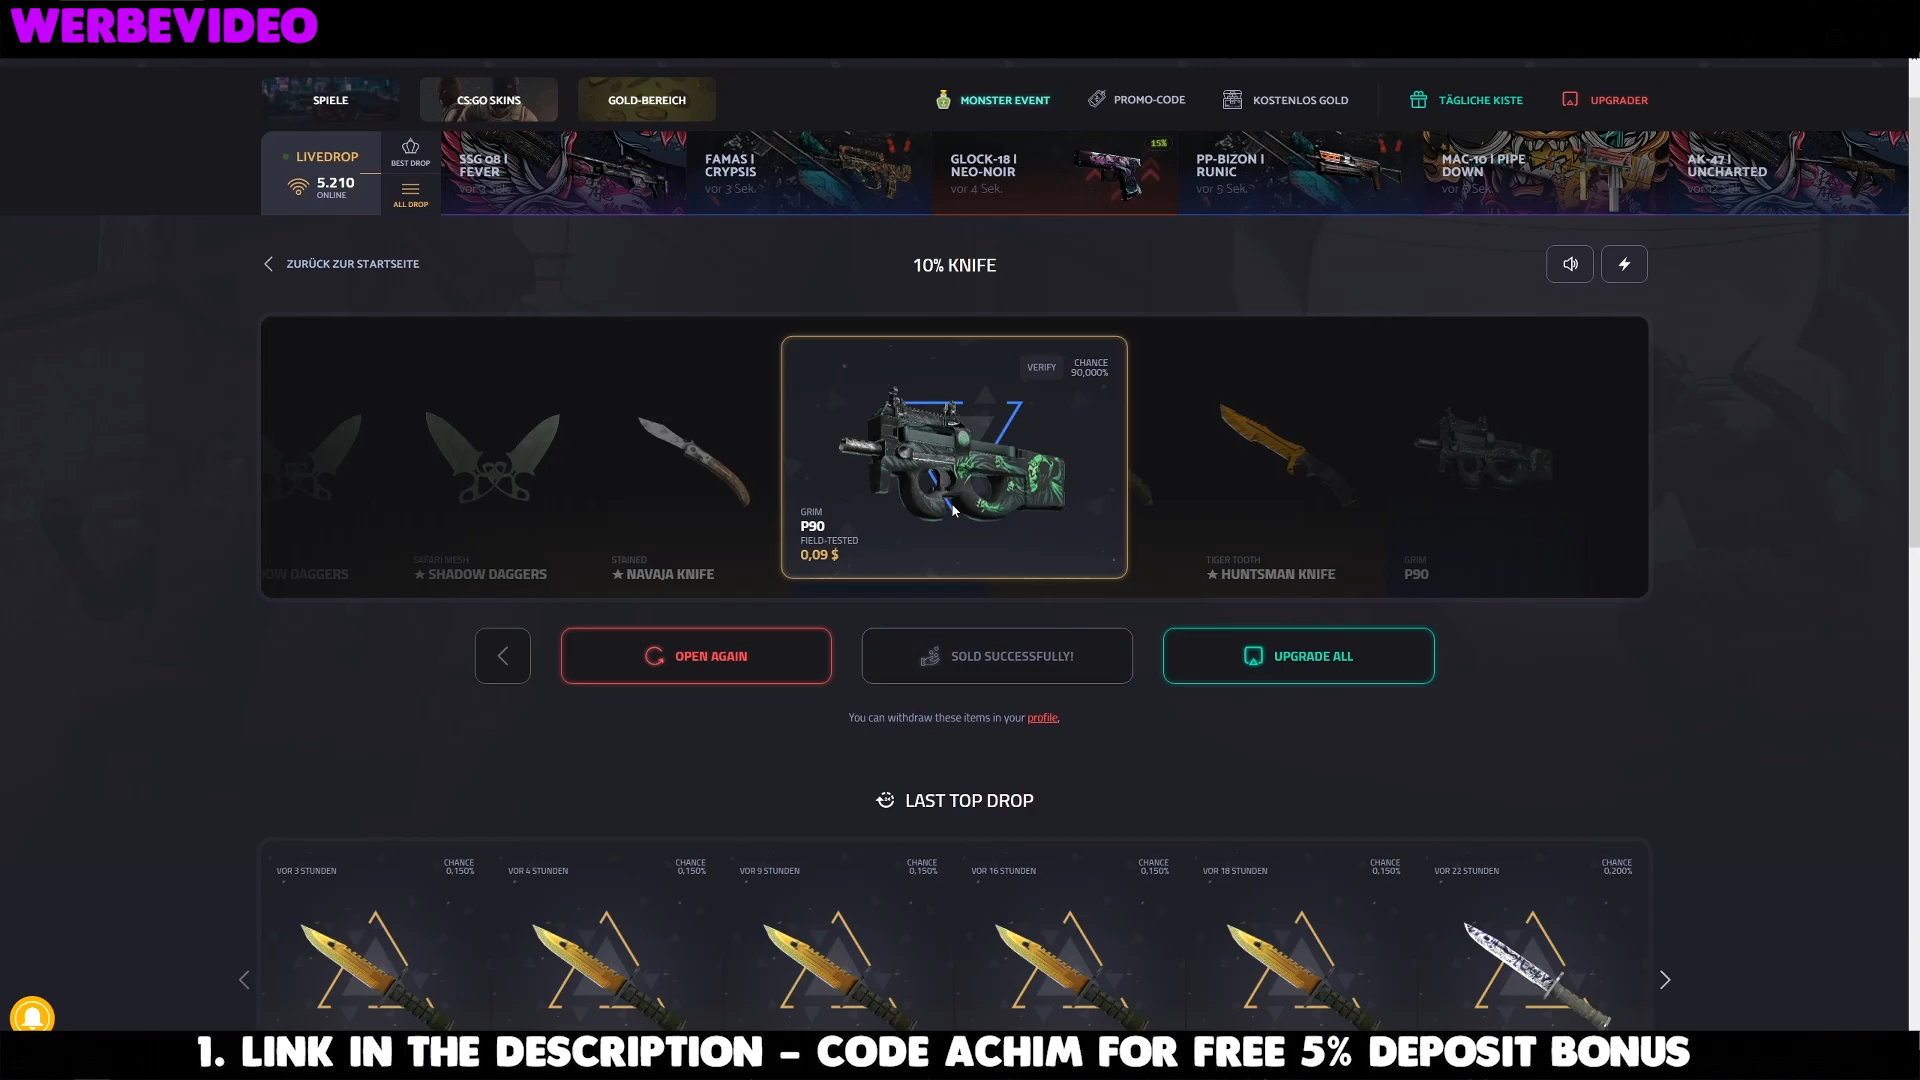 WERBEVIDEO
SPIELE
CS:GO SKINS
GOLD-BEREICH
MONSTER EVENT
PROMO-CODE
KOSTENLOS GOLD
TÄGLICHE KISTE
UPGRADER
LIVEDROP
5.210
ONLINE
BEST DROP
ALL DROP
SSG 08 |
FEVER
FAMAS |
CRYPSIS
vor 3 Sek.
15%
GLOCK-18 |
NEO-NOIR
vor 4 Sek.
PP-BIZON |
RUNIC
vor 5 Sek.
MAC-10 | PIPE
DOWN
AK-47 |
UNCHARTED
ZURÜCK ZUR STARTSEITE
10% KNIFE
VERIFY
CHANCE
90,000%
GRIM
P90
FIELD-TESTED
0,09 $
OW DAGGERS
SAFARI MESH
★ SHADOW DAGGERS
STAINED
★ NAVAJA KNIFE
TIGER TOOTH
★ HUNTSMAN KNIFE
GRIM
P90
OPEN AGAIN
SOLD SUCCESSFULLY!
UPGRADE ALL
You can withdraw these items in your profile.
LAST TOP DROP
VOR 3 STUNDEN
CHANCE
0,150%
VOR 4 STUNDEN
CHANCE
0,150%
VOR 9 STUNDEN
CHANCE
0,150%
VOR 16 STUNDEN
CHANCE
0,150%
VOR 18 STUNDEN
CHANCE
0,150%
VOR 22 STUNDEN
CHANCE
0,200%
1. LINK IN THE DESCRIPTION – CODE ACHIM FOR FREE 5% DEPOSIT BONUS